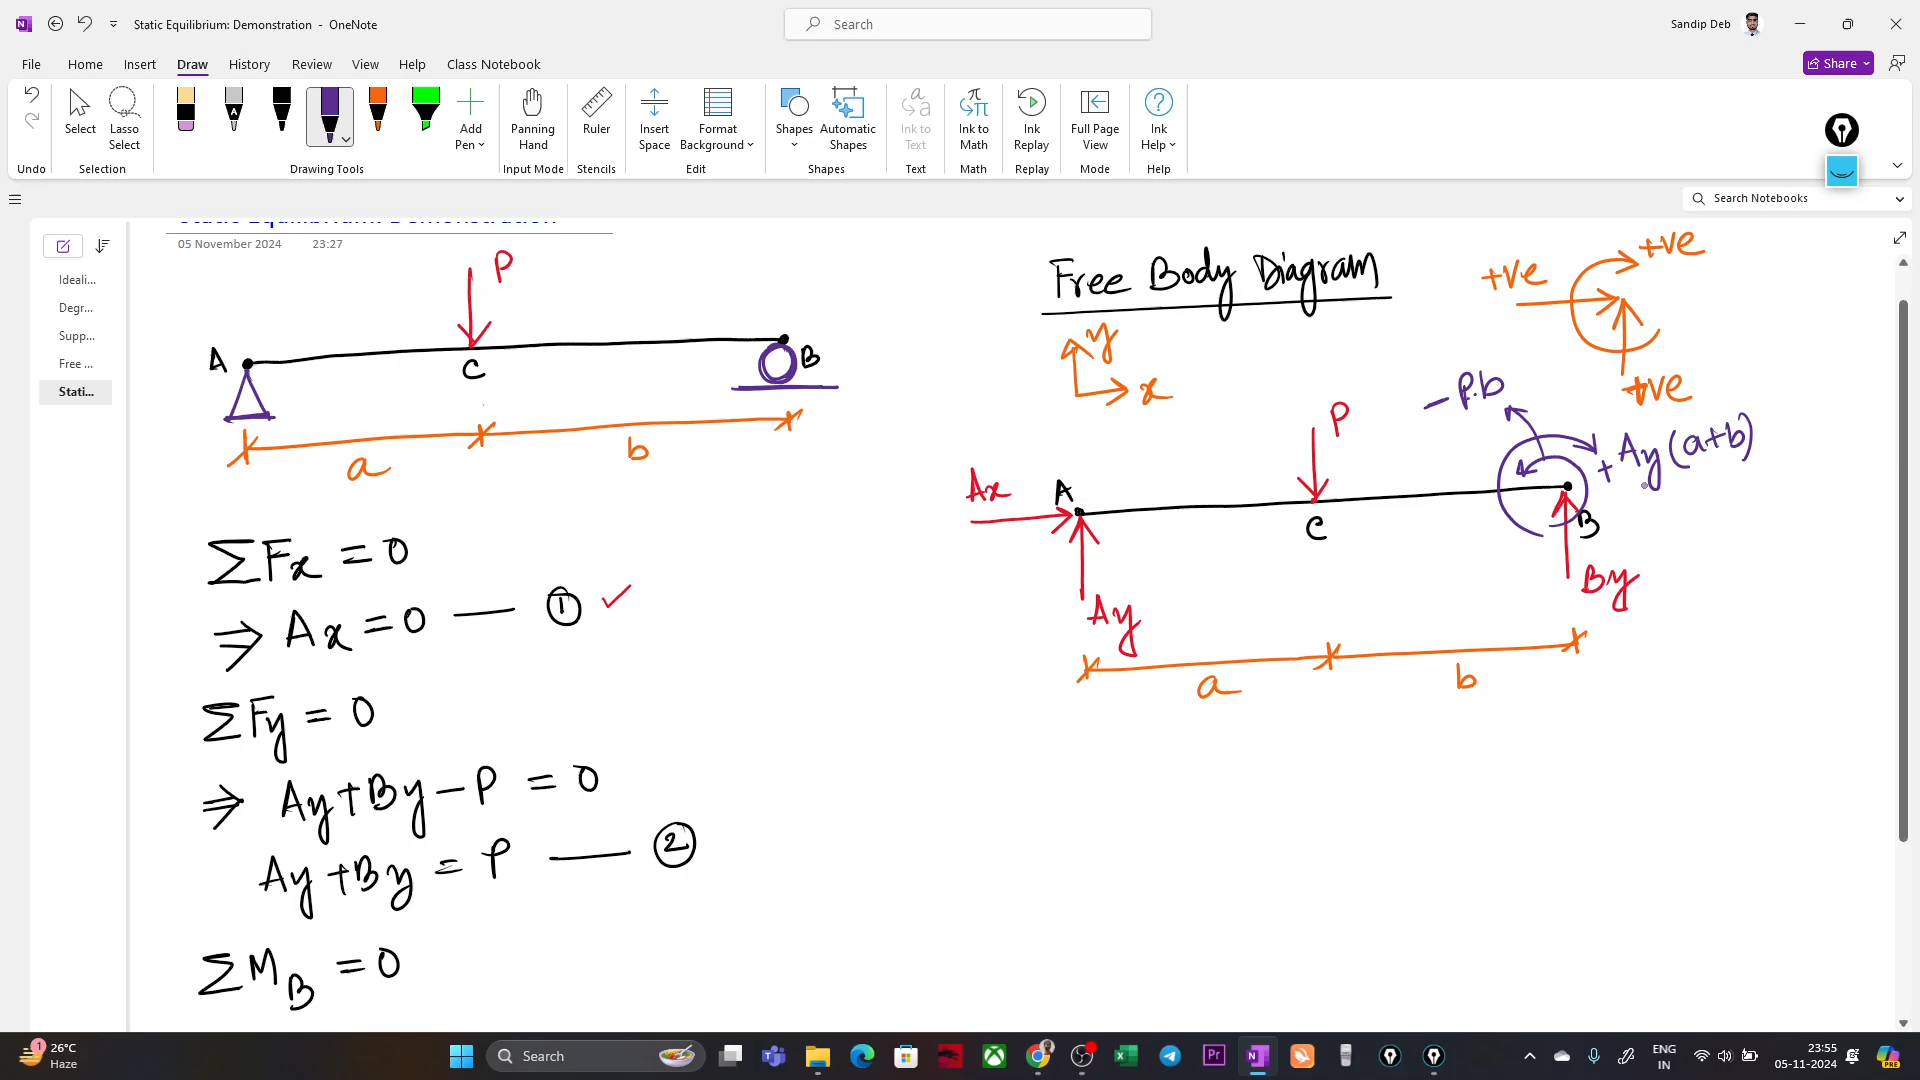 Static Equilibrium: Demonstration - OneNote
Search
Sandip Deb
File Home Insert Draw History Review View Help Class Notebook
Share
Undo
Select
Lasso Select
Selection
A
Drawing Tools
Add Pen
Panning Hand
Input Mode
Ruler
Stencils
Insert Space
Format Background
Edit
Shapes
Automatic Shapes
Shapes
Ink to Text
Text
Ink to Math
Math
Ink Replay
Replay
Full Page View
Mode
Ink Help
Help
Search Notebooks
Static Equilibrium: Demonstration
05 November 2024 23:27
Ideali...
Degr...
Supp...
Free ...
Stati...
P
A
C
B
a
b
ΣFx = 0
⇒ Ax = 0 — ①
ΣFy = 0
⇒ Ay + By - P = 0
Ay + By = P — ②
ΣM_B = 0
Free Body Diagram
+ve
+ve
+ve
y
x
- P.b
+ Ay (a+b)
P
Ax
A
C
B
Ay
By
a
b
1
26°C
Haze
Search
ENG
IN
23:55
05-11-2024